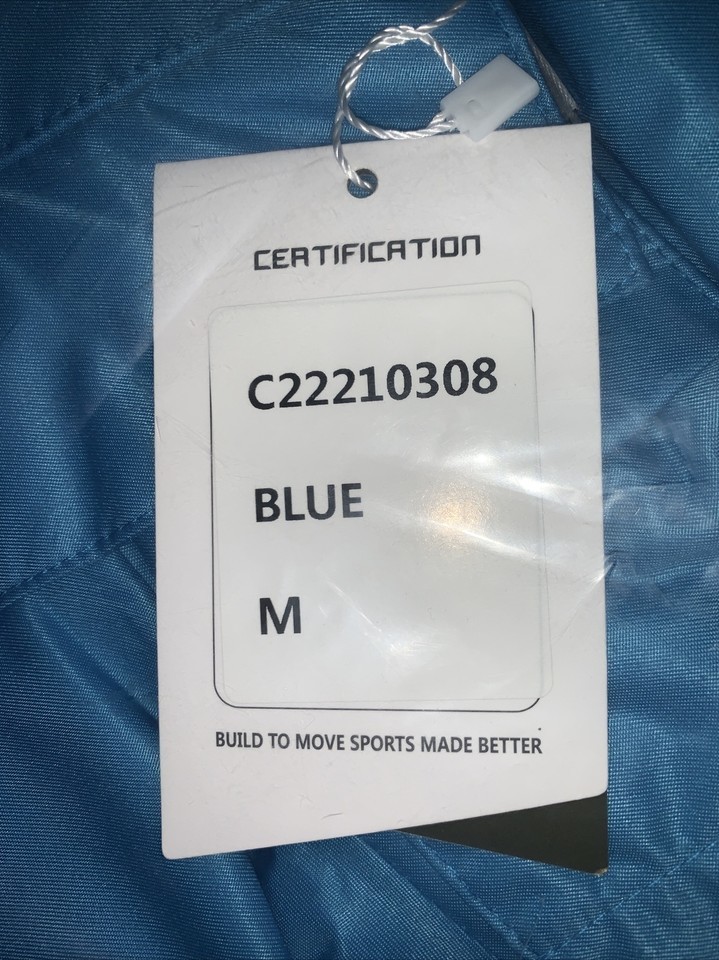 CERTIFICATION
C22210308
BLUE
M
BUILD TO MOVE SPORTS MADE BETTER